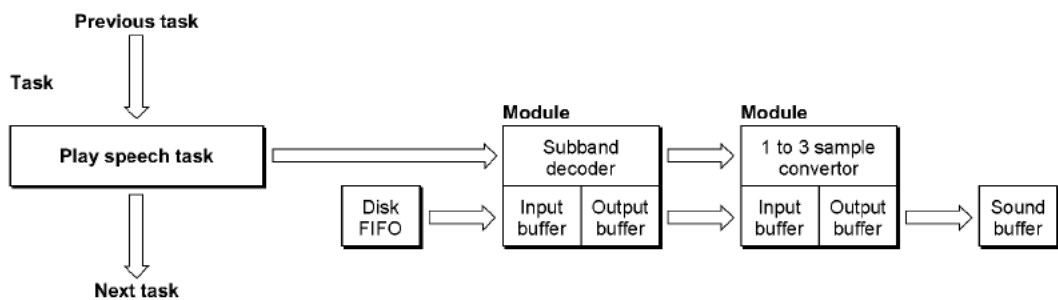 Previous task
Task
Play speech task
Next task
Module
Subband
decoder
Disk
FIFO
Input
buffer
Output
buffer
Module
1 to 3 sample
convertor
Input
buffer
Output
buffer
Sound
buffer